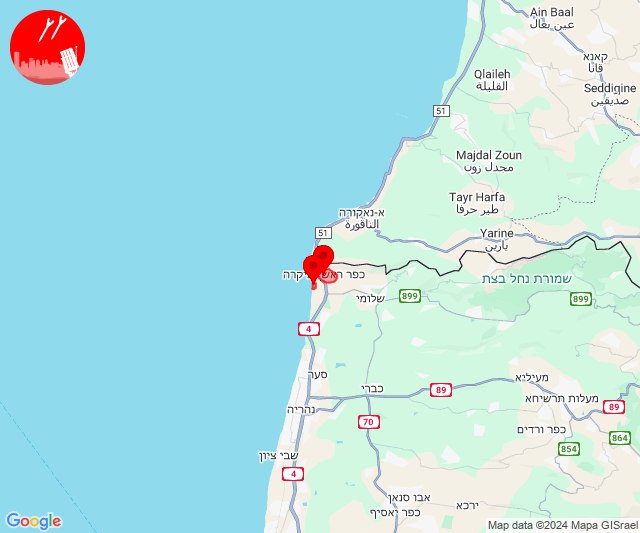 Ain Baal
عين بعال
קאנא
قانا
Qlaileh
القليلة
Seddiqine
صديقين
51
Majdal Zoun
مجدل زون
Tayr Harfa
طير حرفا
א-נאקורה
الناقورة
51
Yarine
يارين
כפר ראש הנקרה
שמורת נחל בצת
שלומי
899
899
4
סער
מעיליא
כברי
89
מעלות תרשיחא
89
נהריה
70
כפר ורדים
864
854
שבי ציון
4
אבו סנאן
ירכא
כפר יאסיף
Google
Map data ©2024 Mapa GISrael